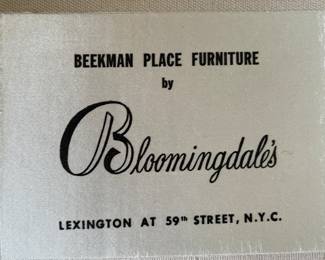 BEEKMAN PLACE FURNITURE
by
Bloomingdale's
LEXINGTON AT 59th STREET, N.Y.C.